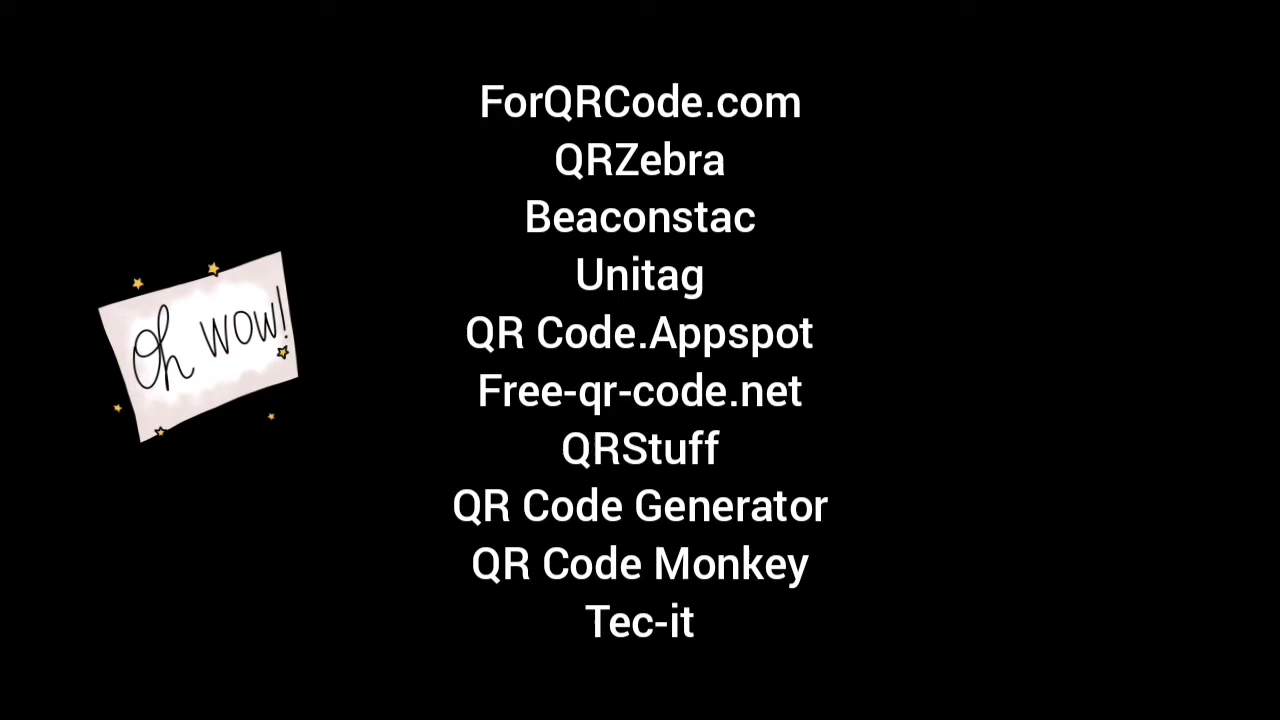 ForQRCode.com
QRZebra
Beaconstac
Unitag
Oh wow!
QR Code.Appspot
Free-qr-code.net
QRStuff
QR Code Generator
QR Code Monkey
Tec-it